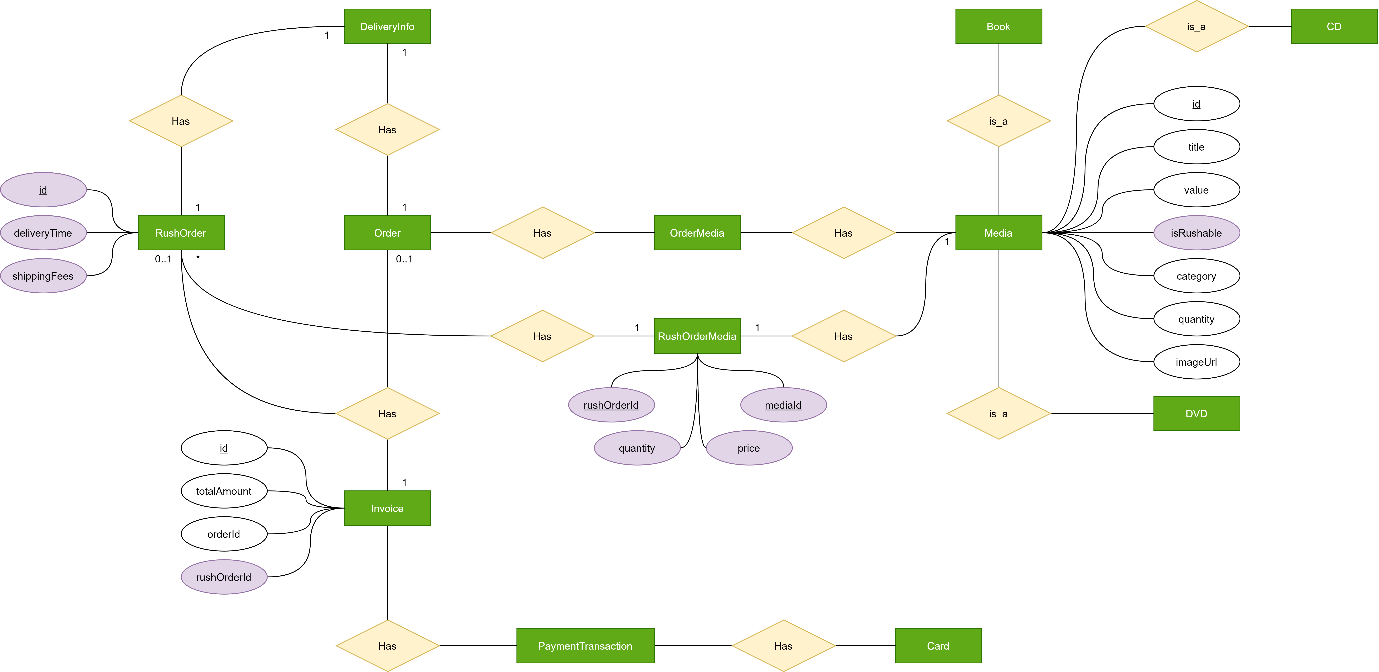 DeliveryInfo
Book
is_a
CD
1
1
id
Has
Has
is_a
title
id
value
deliveryTime
1
1
RushOrder
Order
Has
OrderMedia
Has
Media
isRushable
shippingFees
0..1
*
0..1
1
category
quantity
Has
1
RushOrderMedia
1
Has
imageUrl
rushOrderId
mediaId
Has
is_a
DVD
quantity
price
id
totalAmount
1
Invoice
orderId
rushOrderId
Has
PaymentTransaction
Has
Card